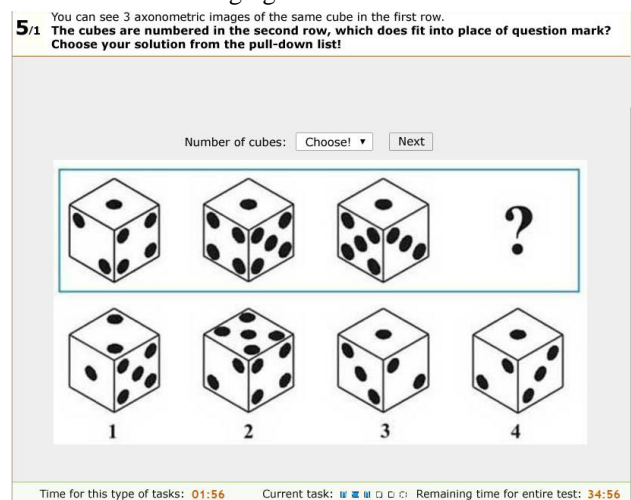 5/1 You can see 3 axonometric images of the same cube in the first row.
The cubes are numbered in the second row, which does fit into place of question mark?
Choose your solution from the pull-down list!
Number of cubes: Choose! ▼ Next
?
1 2 3 4
Time for this type of tasks: 01:56 Current task: Remaining time for entire test: 34:56